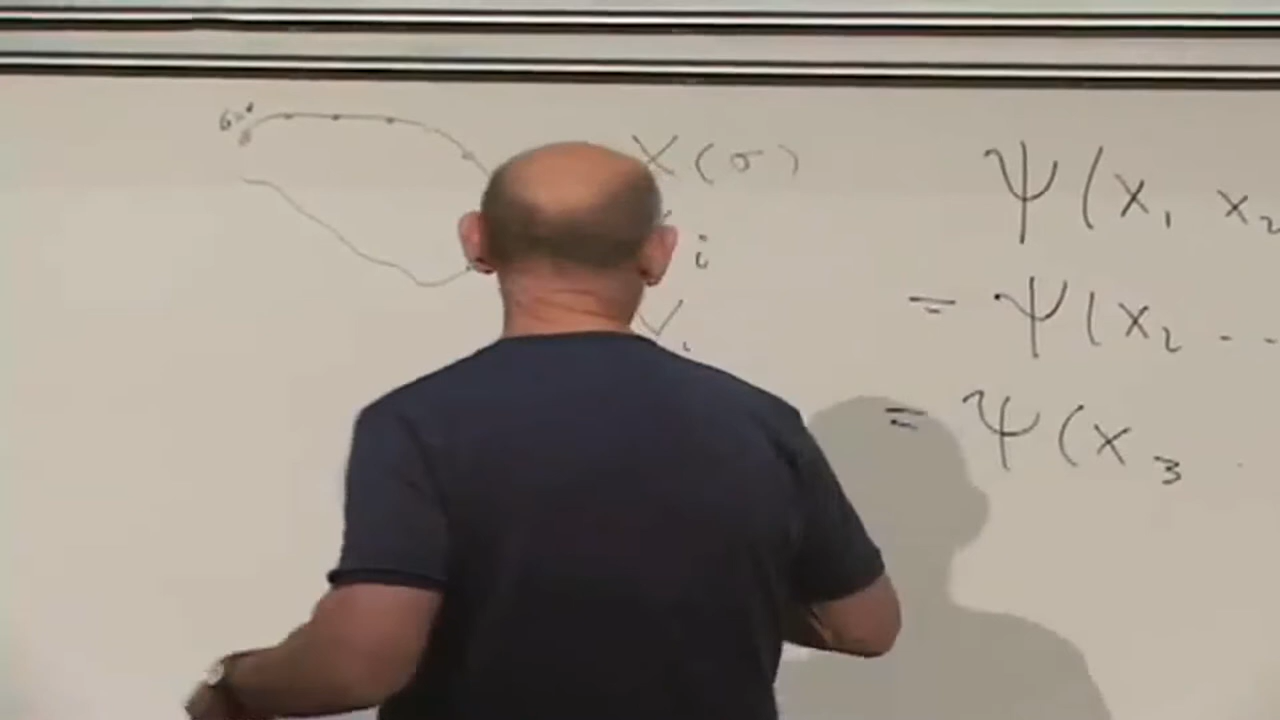 X(σ)
i
ψ(x₁ x₂
= ψ(x₂ ..
= ψ(x₃ .